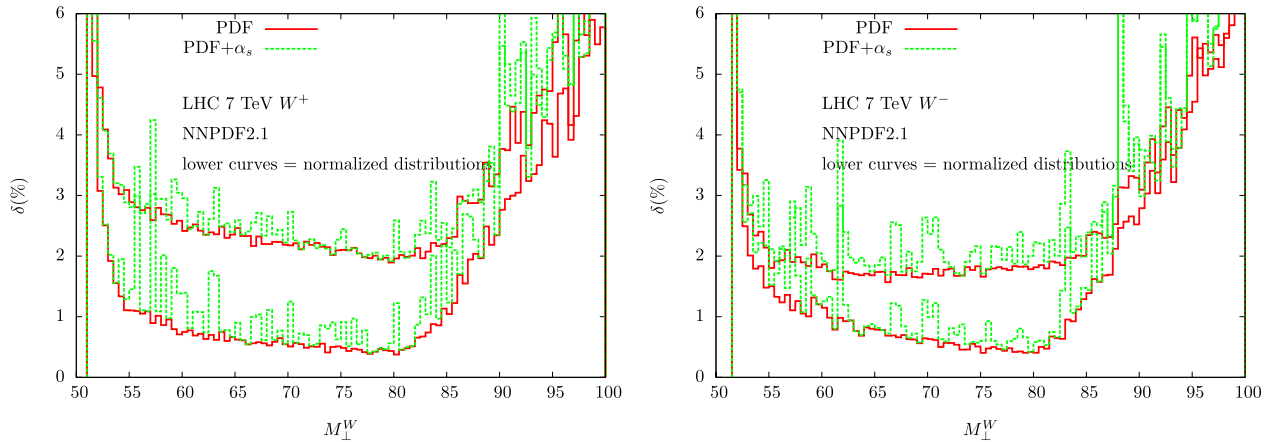 6
5
4
3
2
1
0
δ(%)
PDF
PDF+αs
LHC 7 TeV W+
NNPDF2.1
lower curves = normalized distributions
50 55 60 65 70 75 80 85 90 95 100
M⊥W
6
5
4
3
2
1
0
δ(%)
PDF
PDF+αs
LHC 7 TeV W−
NNPDF2.1
lower curves = normalized distributions
50 55 60 65 70 75 80 85 90 95 100
M⊥W